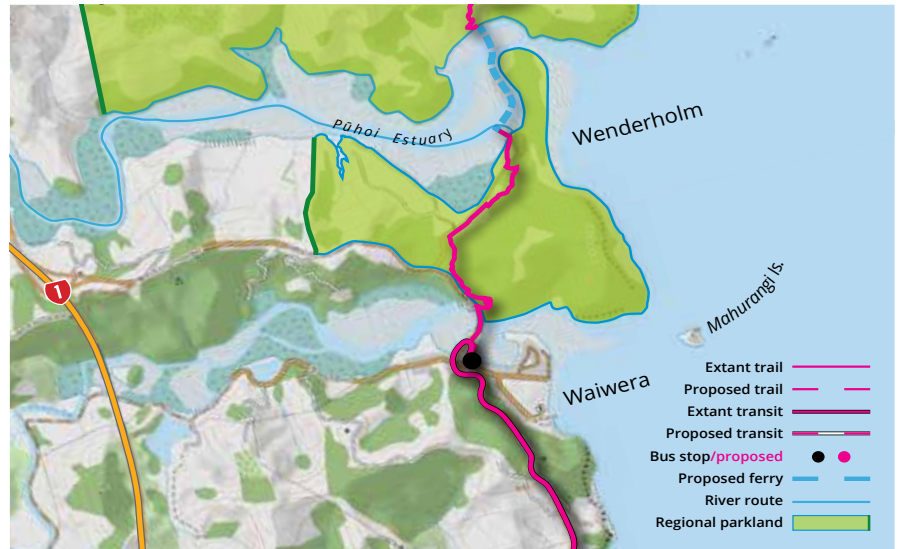 Pūhoi Estuary
Wenderholm
1
Mahurangi Is.
Waiwera
Extant trail
Proposed trail
Extant transit
Proposed transit
Bus stop/proposed
Proposed ferry
River route
Regional parkland